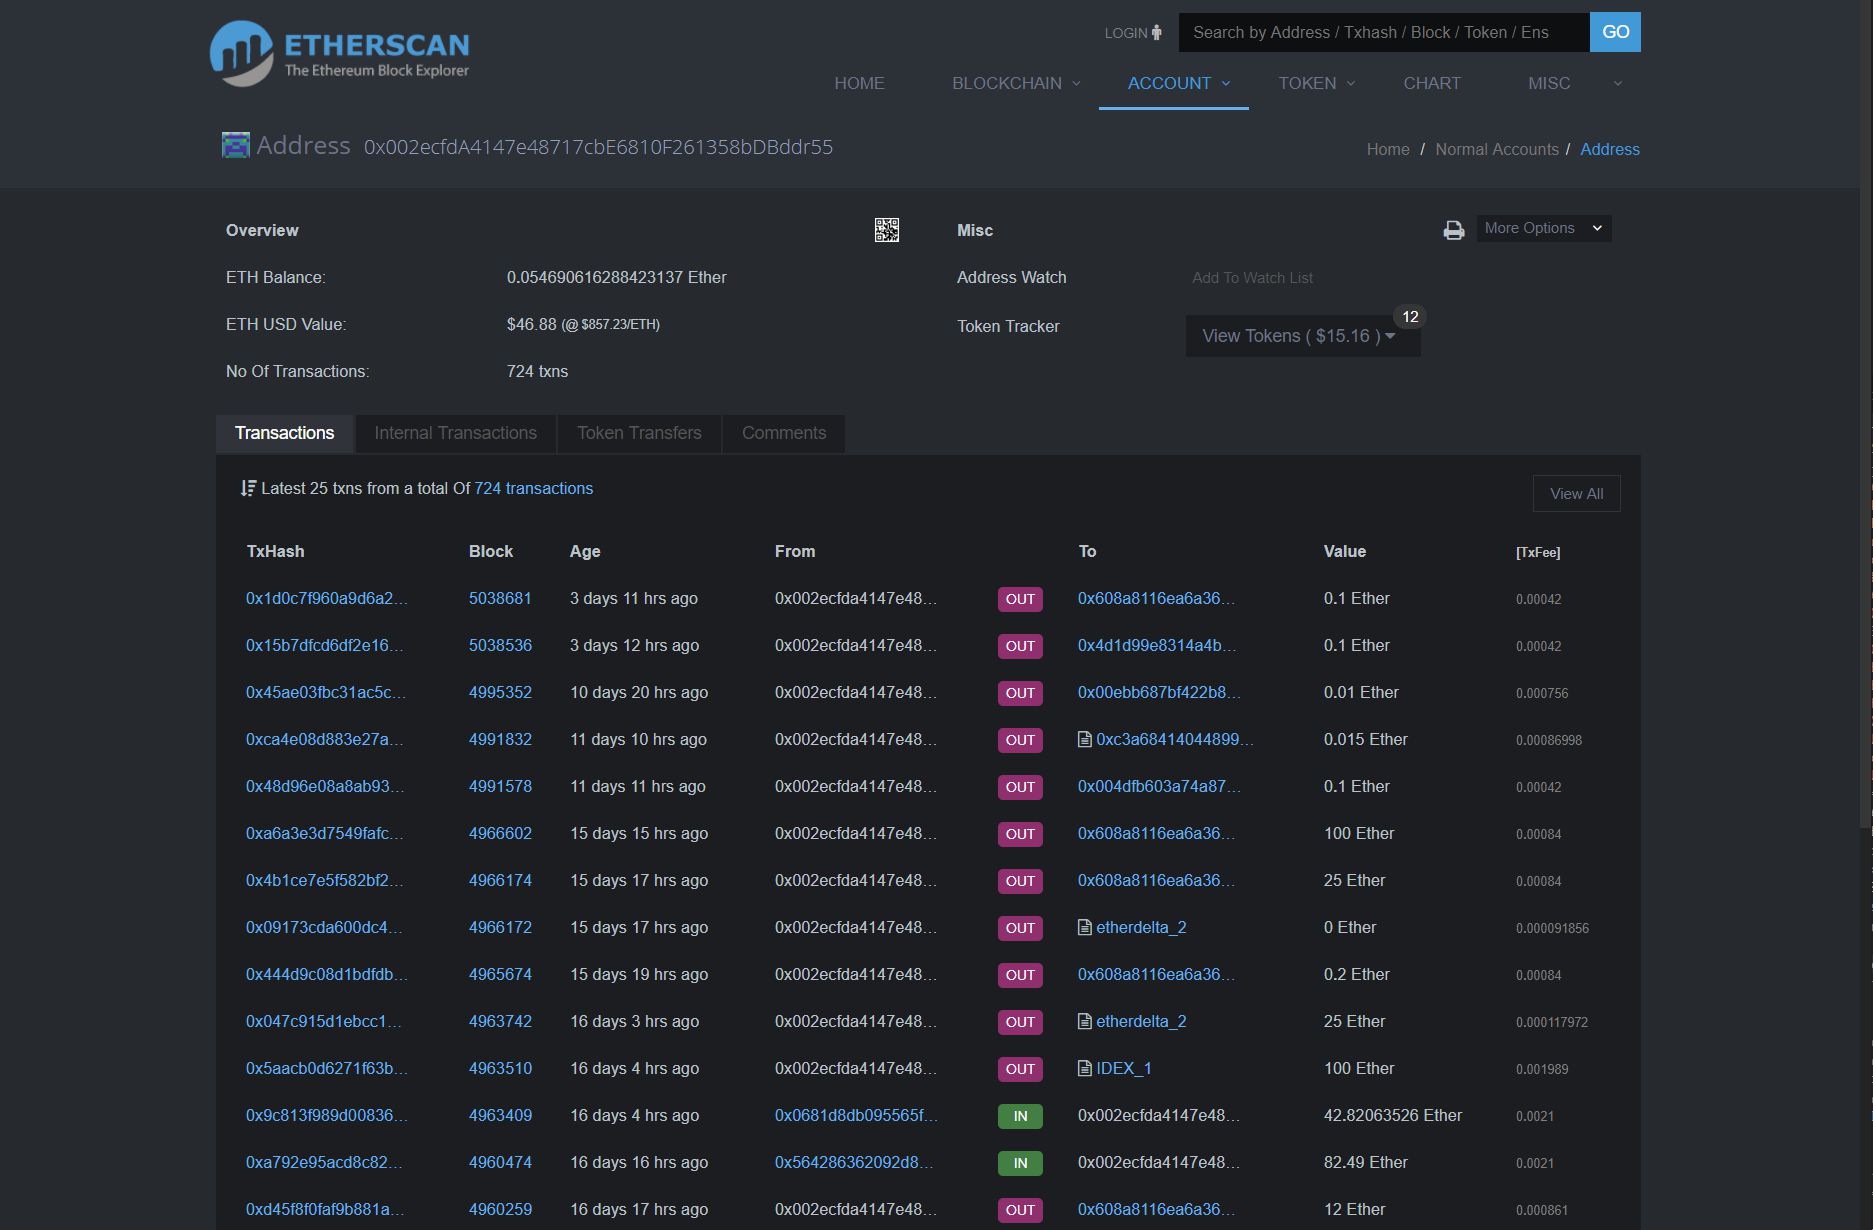 ETHERSCAN
The Ethereum Block Explorer
LOGIN
Search by Address / Txhash / Block / Token / Ens
GO
HOME BLOCKCHAIN ACCOUNT TOKEN CHART MISC
Address 0x002ecfdA4147e48717cbE6810F261358bDBddr55
Home / Normal Accounts / Address
Overview
ETH Balance: 0.054690616288423137 Ether
ETH USD Value: $46.88 (@ $857.23/ETH)
No Of Transactions: 724 txns
Misc
More Options
Address Watch Add To Watch List
Token Tracker View Tokens ( $15.16 ) 12
Transactions Internal Transactions Token Transfers Comments
Latest 25 txns from a total Of 724 transactions
View All
TxHash Block Age From To Value [TxFee]
0x1d0c7f960a9d6a2... 5038681 3 days 11 hrs ago 0x002ecfda4147e48... OUT 0x608a8116ea6a36... 0.1 Ether 0.00042
0x15b7dfcd6df2e16... 5038536 3 days 12 hrs ago 0x002ecfda4147e48... OUT 0x4d1d99e8314a4b... 0.1 Ether 0.00042
0x45ae03fbc31ac5c... 4995352 10 days 20 hrs ago 0x002ecfda4147e48... OUT 0x00ebb687bf422b8... 0.01 Ether 0.000756
0xca4e08d883e27a... 4991832 11 days 10 hrs ago 0x002ecfda4147e48... OUT 0xc3a68414044899... 0.015 Ether 0.00086998
0x48d96e08a8ab93... 4991578 11 days 11 hrs ago 0x002ecfda4147e48... OUT 0x004dfb603a74a87... 0.1 Ether 0.00042
0xa6a3e3d7549fafc... 4966602 15 days 15 hrs ago 0x002ecfda4147e48... OUT 0x608a8116ea6a36... 100 Ether 0.00084
0x4b1ce7e5f582bf2... 4966174 15 days 17 hrs ago 0x002ecfda4147e48... OUT 0x608a8116ea6a36... 25 Ether 0.00084
0x09173cda600dc4... 4966172 15 days 17 hrs ago 0x002ecfda4147e48... OUT etherdelta_2 0 Ether 0.000091856
0x444d9c08d1bdfdb... 4965674 15 days 19 hrs ago 0x002ecfda4147e48... OUT 0x608a8116ea6a36... 0.2 Ether 0.00084
0x047c915d1ebcc1... 4963742 16 days 3 hrs ago 0x002ecfda4147e48... OUT etherdelta_2 25 Ether 0.000117972
0x5aacb0d6271f63b... 4963510 16 days 4 hrs ago 0x002ecfda4147e48... OUT IDEX_1 100 Ether 0.001989
0x9c813f989d00836... 4963409 16 days 4 hrs ago 0x0681d8db095565f... IN 0x002ecfda4147e48... 42.82063526 Ether 0.0021
0xa792e95acd8c82... 4960474 16 days 16 hrs ago 0x564286362092d8... IN 0x002ecfda4147e48... 82.49 Ether 0.0021
0xd45f8f0faf9b881a... 4960259 16 days 17 hrs ago 0x002ecfda4147e48... OUT 0x608a8116ea6a36... 12 Ether 0.000861